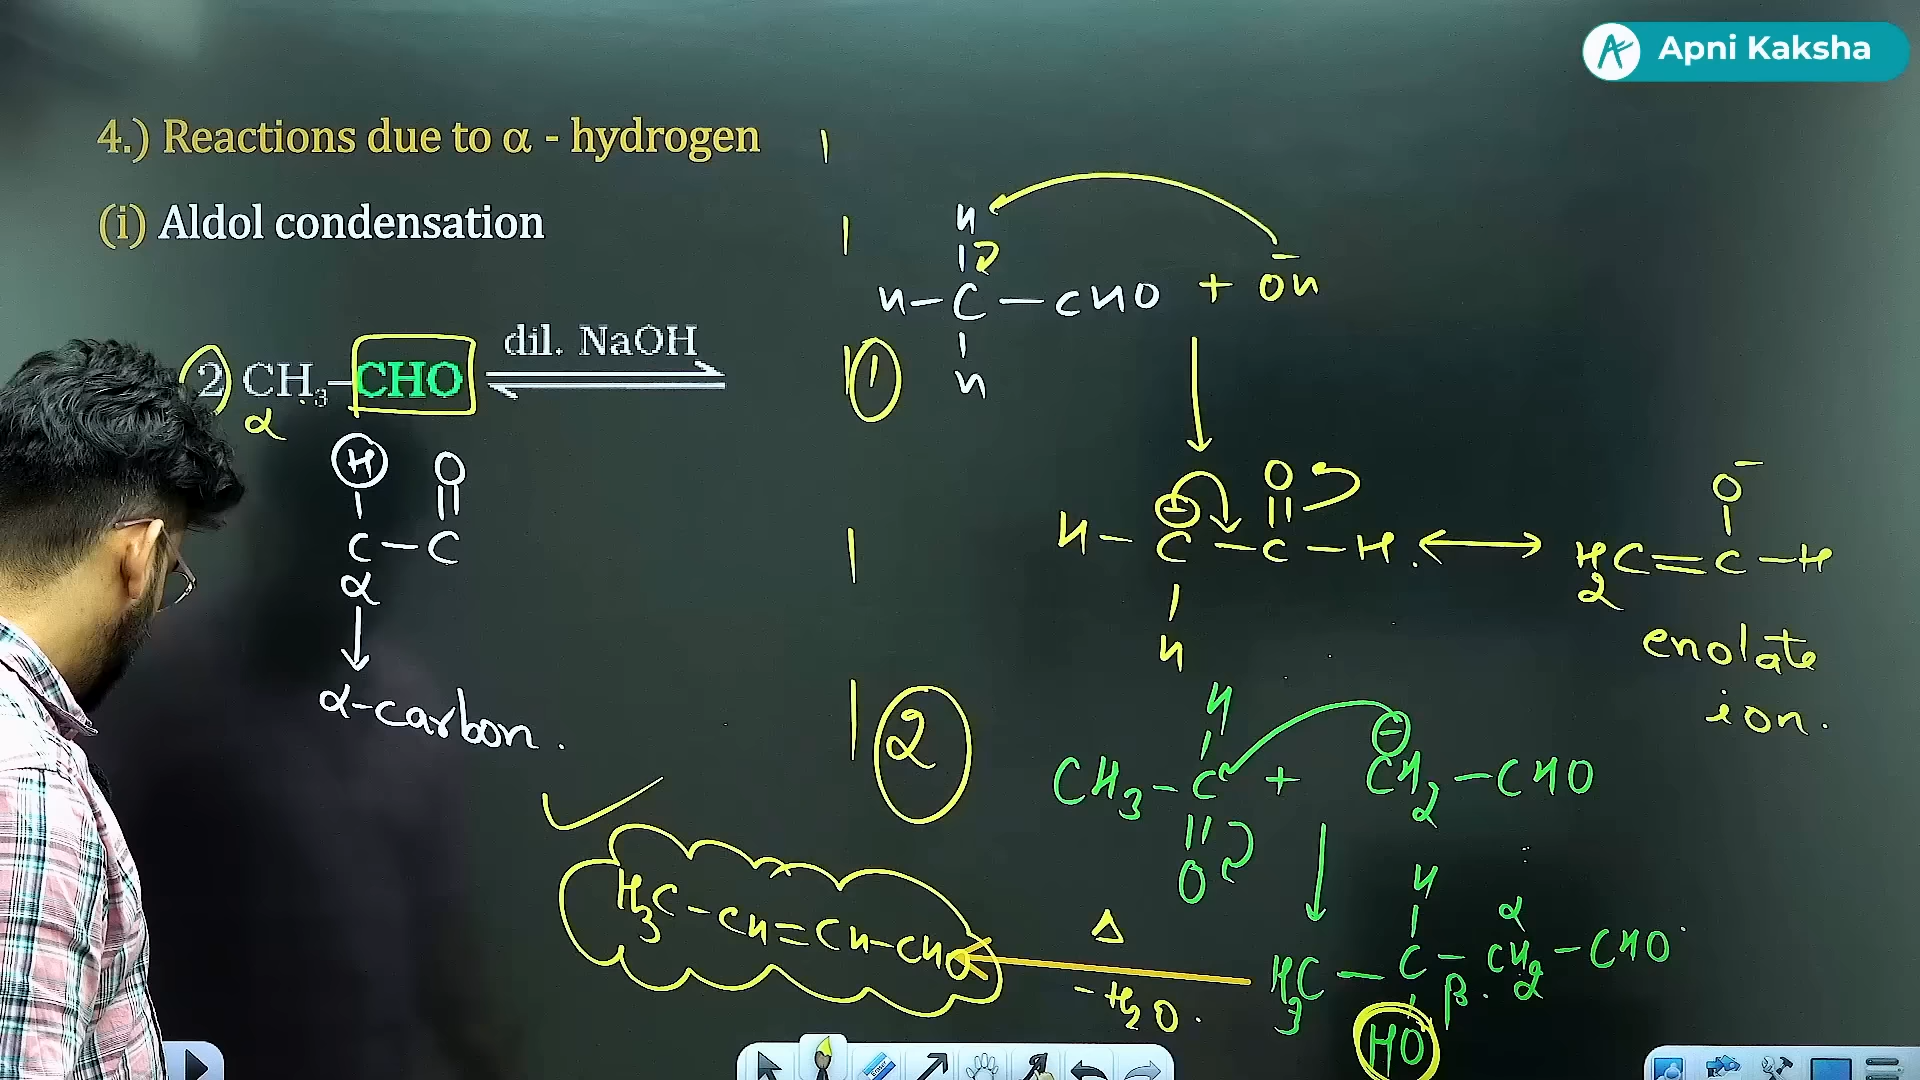 Apni Kaksha
4.) Reactions due to α - hydrogen
(i) Aldol condensation
2 CH₃–CHO dil. NaOH
α
H O
C – C
α
α-carbon.
1
H
H – C – CHO + ŌH
H
H – C – C – H ⟷ H₂C = C – H
⊖ O O⁻
H
enolate
ion.
2
H ⊖
CH₃ – C + CH₂ – CHO
O
H α
H₃C – C – CH₂ – CHO
β
HO
Δ
– H₂O.
H₃C – CH = CH – CHO